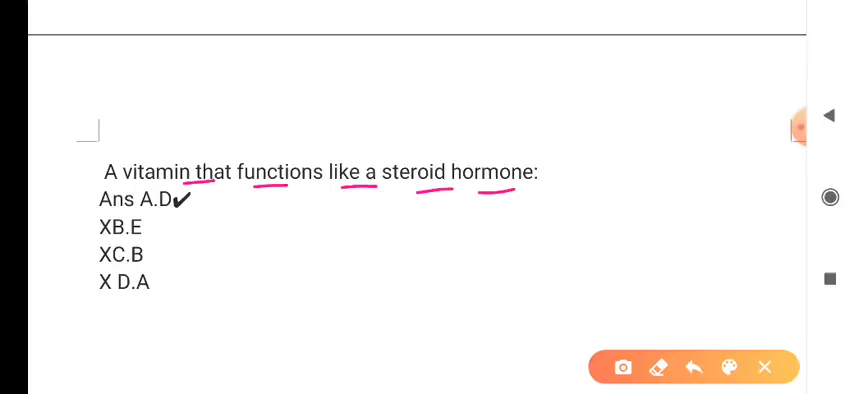 A vitamin that functions like a steroid hormone:
Ans A.D✔
XB.E
XC.B
X D.A